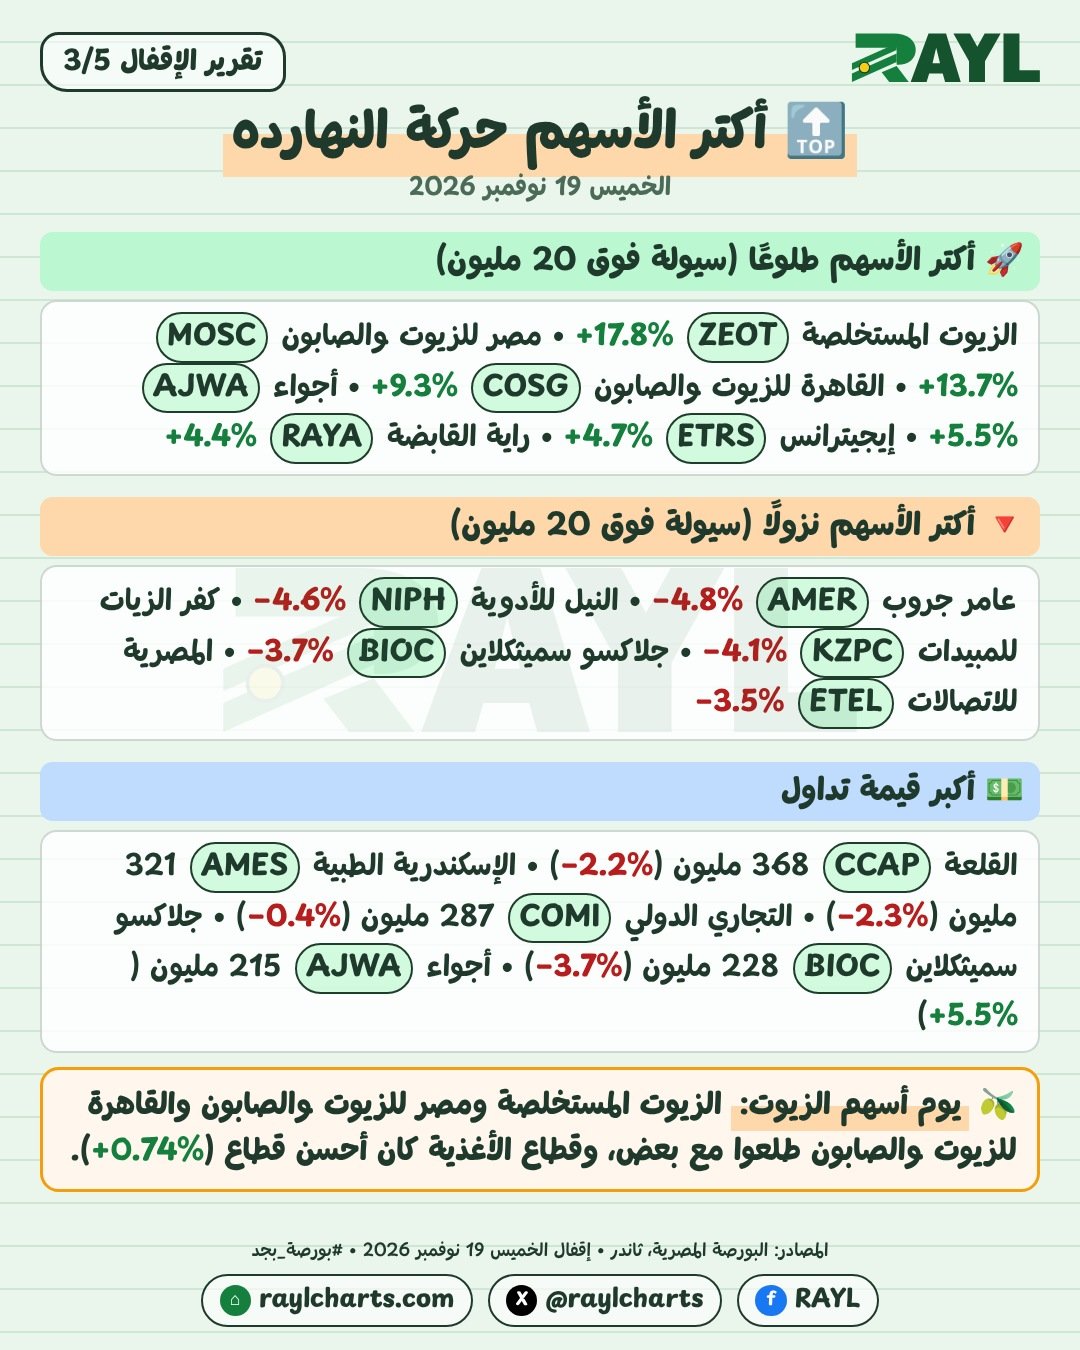 RAYL
تقرير الإقفال 3/5
🔝 أكتر الأسهم حركة النهارده
الخميس 19 نوفمبر 2026
🚀 أكتر الأسهم طلوعًا (سيولة فوق 20 مليون)
الزيوت المستخلصة ZEOT +17.8% • مصر للزيوت والصابون MOSC
+13.7% • القاهرة للزيوت والصابون COSG +9.3% • أجواء AJWA
+5.5% • إيجيترانس ETRS +4.7% • راية القابضة RAYA +4.4%
🔻 أكتر الأسهم نزولًا (سيولة فوق 20 مليون)
عامر جروب AMER −4.8% • النيل للأدوية NIPH −4.6% • كفر الزيات
للمبيدات KZPC −4.1% • جلاكسو سميثكلاين BIOC −3.7% • المصرية
للاتصالات ETEL −3.5%
💵 أكبر قيمة تداول
القلعة CCAP 368 مليون (−2.2%) • الإسكندرية الطبية AMES 321
مليون (−2.3%) • التجاري الدولي COMI 287 مليون (−0.4%) • جلاكسو
سميثكلاين BIOC 228 مليون (−3.7%) • أجواء AJWA 215 مليون (
+5.5%)
🫒 يوم أسهم الزيوت: الزيوت المستخلصة ومصر للزيوت والصابون والقاهرة
للزيوت والصابون طلعوا مع بعض، وقطاع الأغذية كان أحسن قطاع (+0.74%).
المصادر: البورصة المصرية، ثاندر • إقفال الخميس 19 نوفمبر 2026 • #بورصة_بجد
RAYL
@raylcharts
raylcharts.com